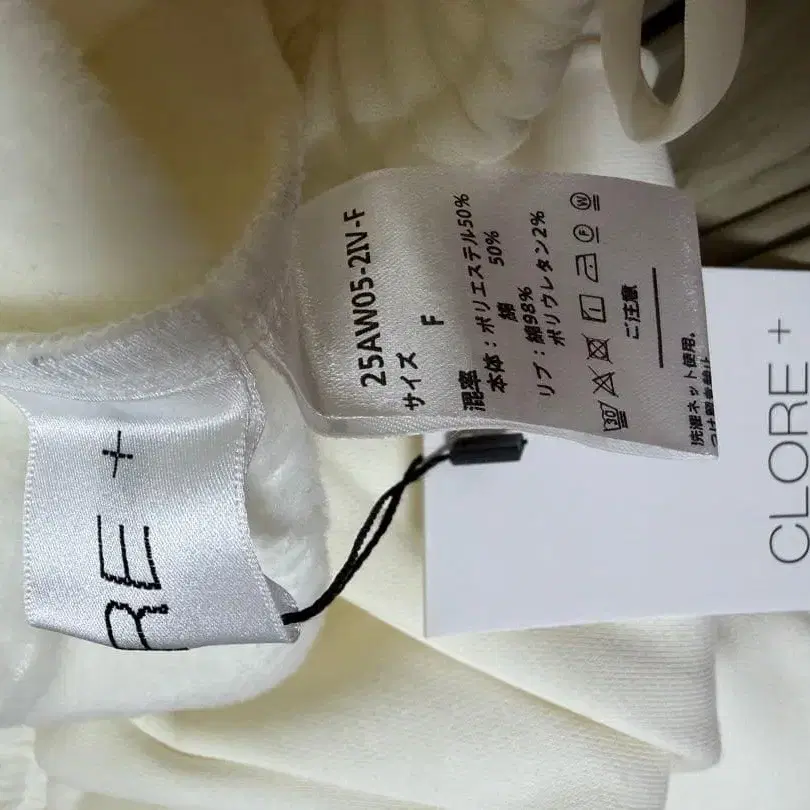 25AW05-2IV-F
サイズ
F
混率
本体：ポリエステル50%
綿 50%
リブ：綿98%
ポリウレタン2%
30
F W
ご注意
洗濯ネット使用。
RE +
CLORE +